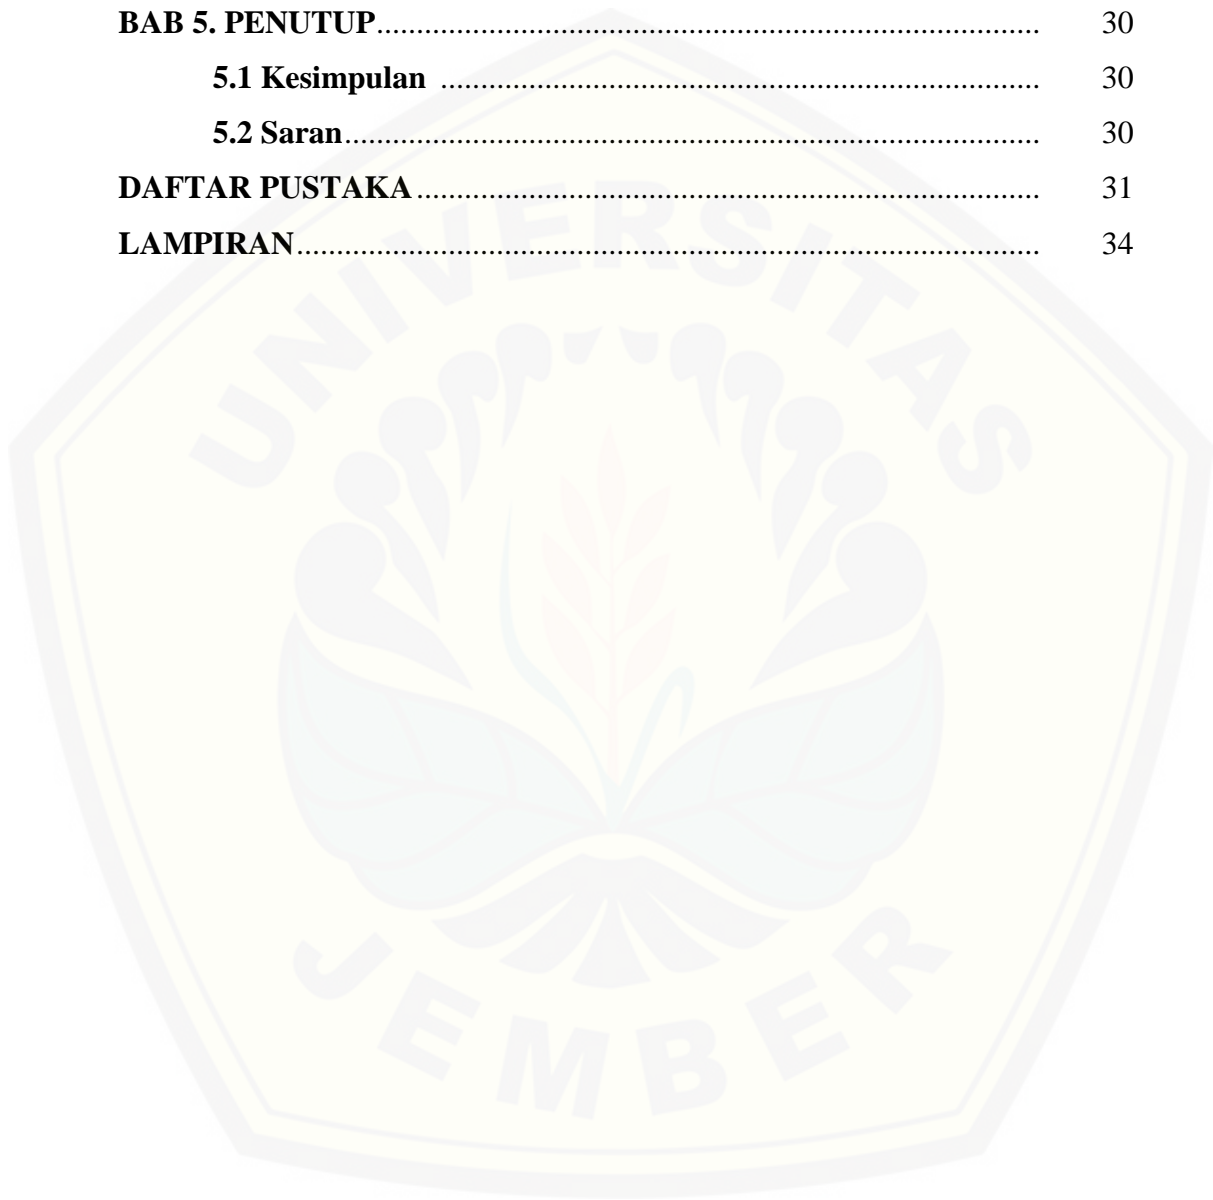 BAB 5. PENUTUP........................................................................................ 30
5.1 Kesimpulan ............................................................................... 30
5.2 Saran............................................................................................ 30
DAFTAR PUSTAKA................................................................................... 31
LAMPIRAN................................................................................................... 34
UNIVERSITAS
JEMBER